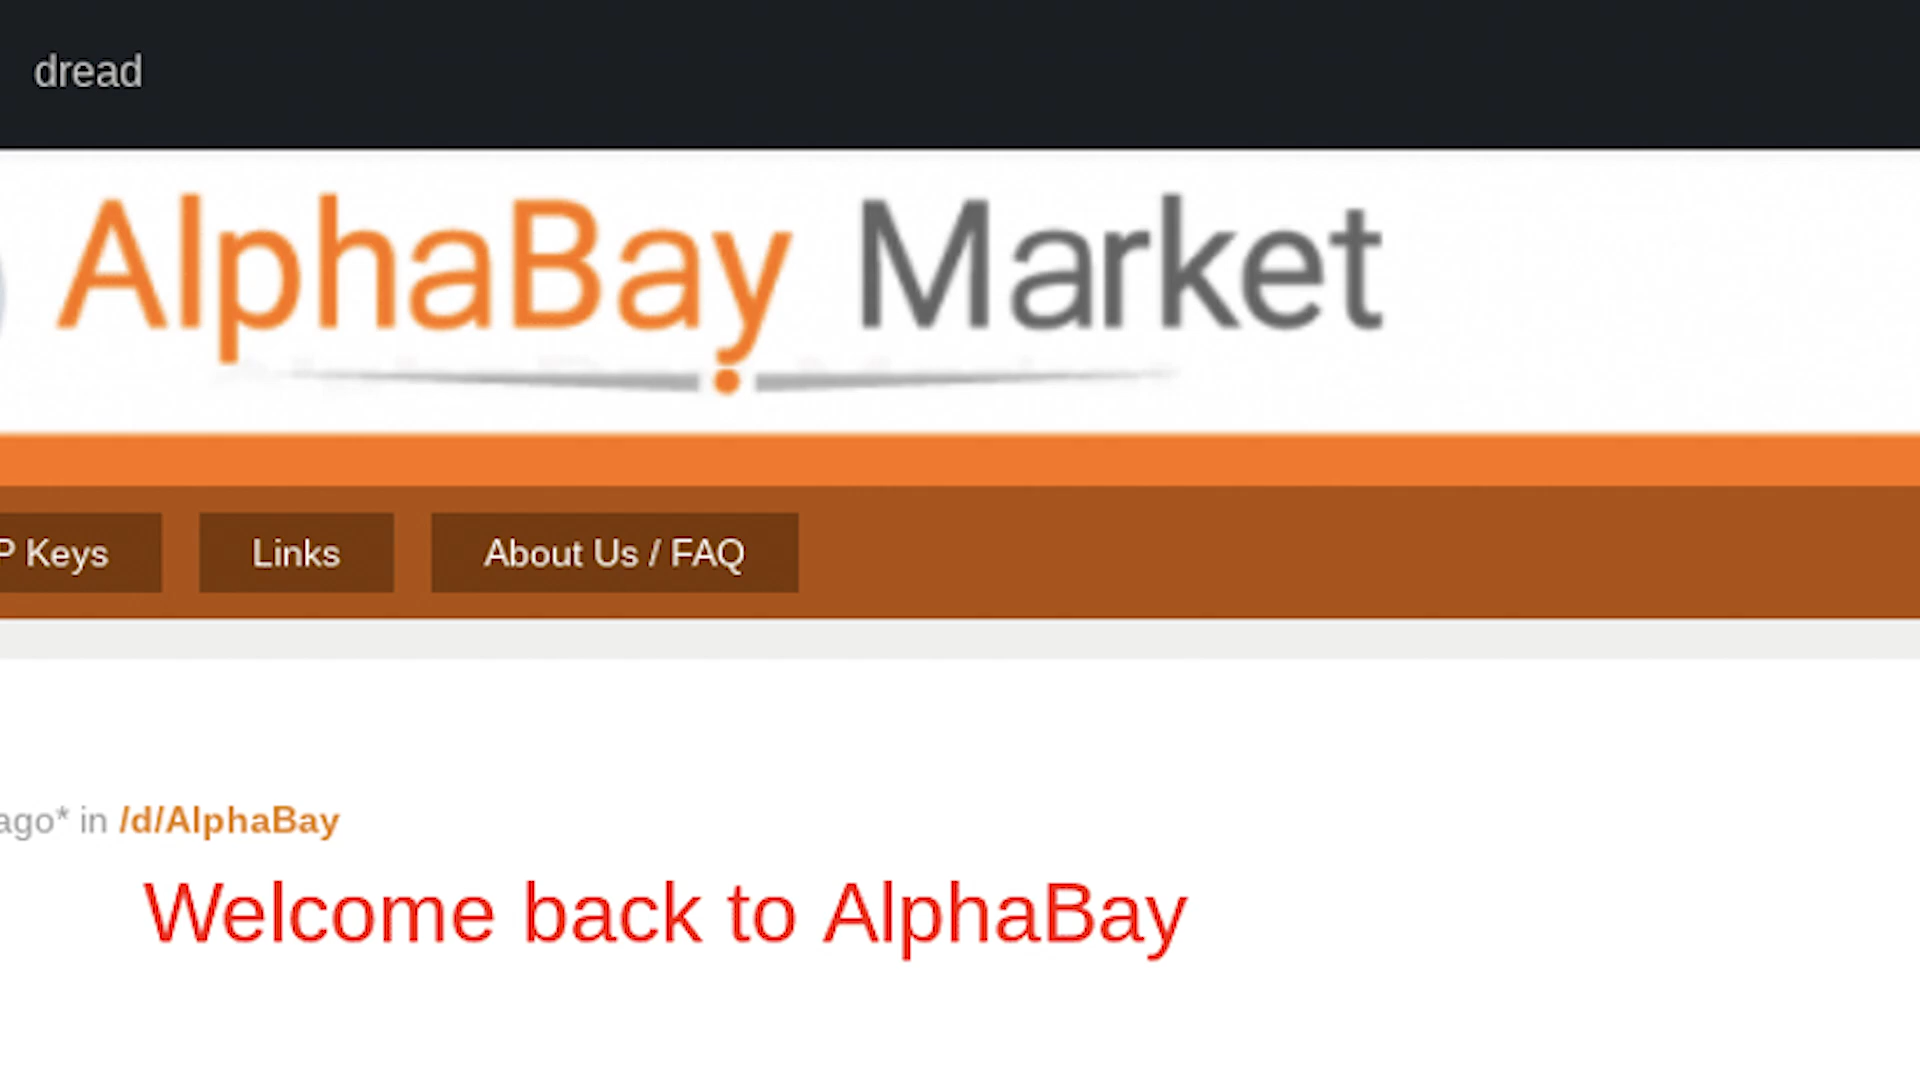 dread
AlphaBay Market
P Keys Links About Us / FAQ
ago* in /d/AlphaBay
Welcome back to AlphaBay